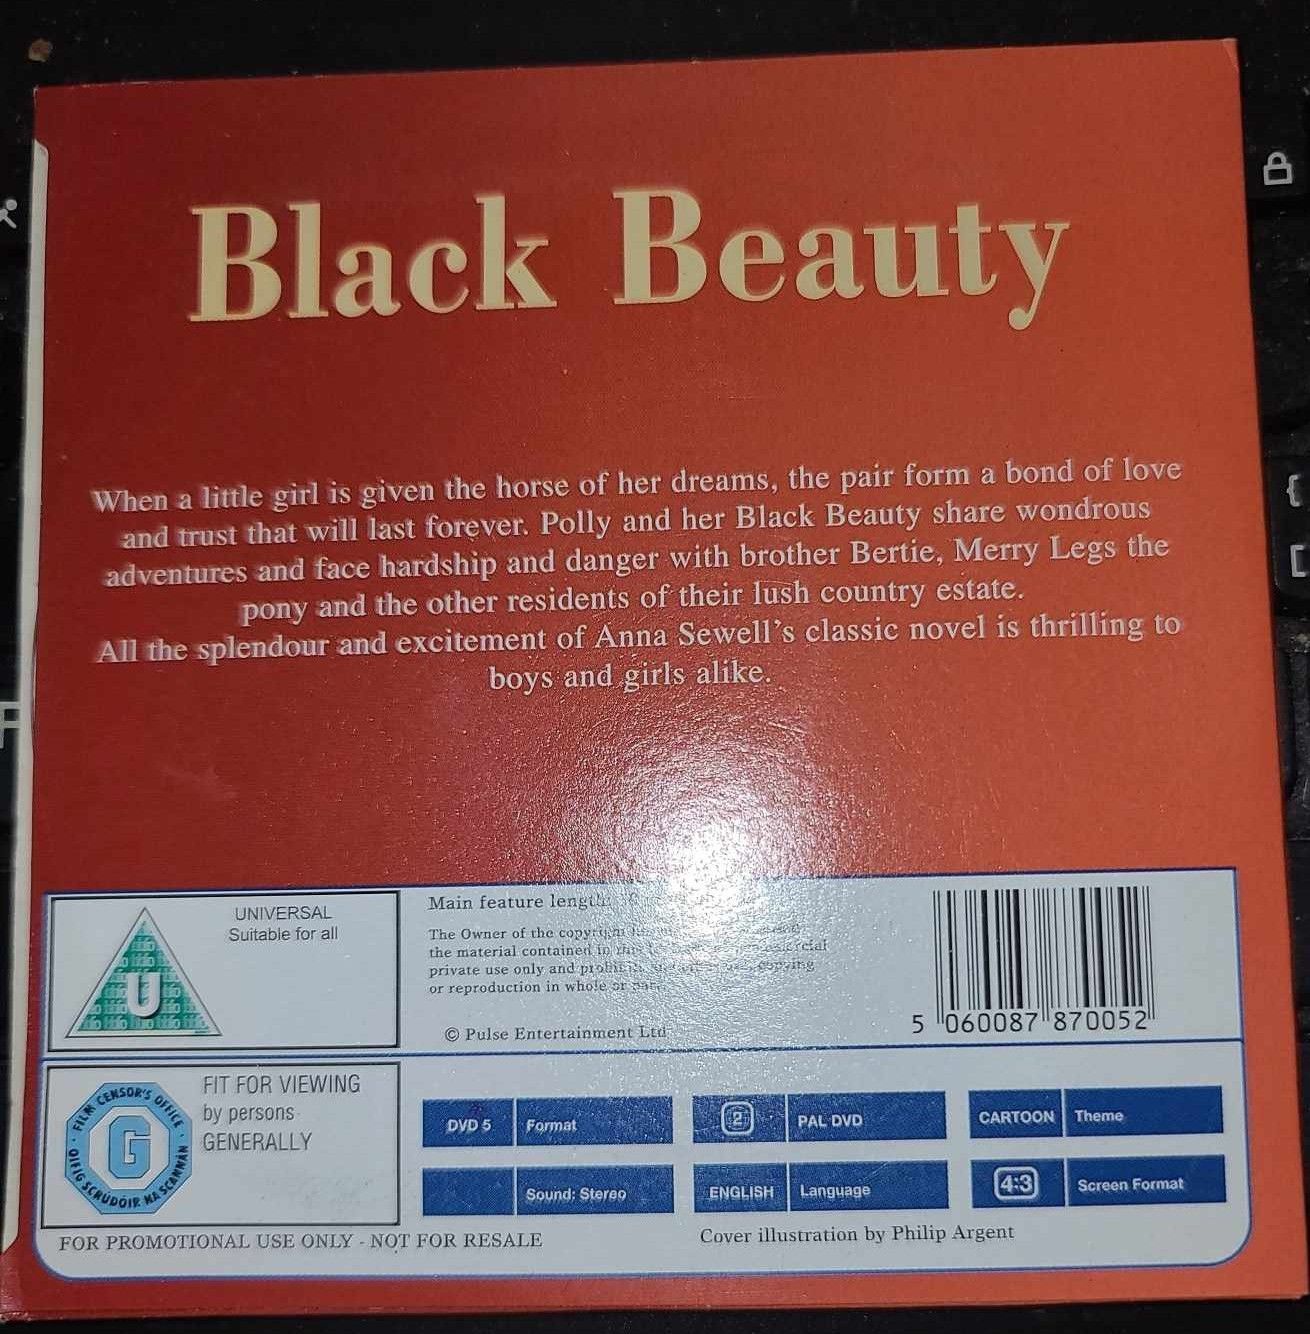 Black Beauty
When a little girl is given the horse of her dreams, the pair form a bond of love
and trust that will last forever. Polly and her Black Beauty share wondrous
adventures and face hardship and danger with brother Bertie, Merry Legs the
pony and the other residents of their lush country estate.
All the splendour and excitement of Anna Sewell's classic novel is thrilling to
boys and girls alike.
U
UNIVERSAL
Suitable for all
Main feature length:
The Owner of the copyright
the material contained in this
private use only and copying
or reproduction in whole or part
© Pulse Entertainment Ltd
5 060087 870052
FILM CENSOR'S OFFICE
G
OIFIG SCRÚDÓIR NA SCANNÁN
FIT FOR VIEWING
by persons
GENERALLY
DVD 5 Format
2 PAL DVD
CARTOON Theme
Sound: Stereo
ENGLISH Language
4:3 Screen Format
FOR PROMOTIONAL USE ONLY - NOT FOR RESALE
Cover illustration by Philip Argent